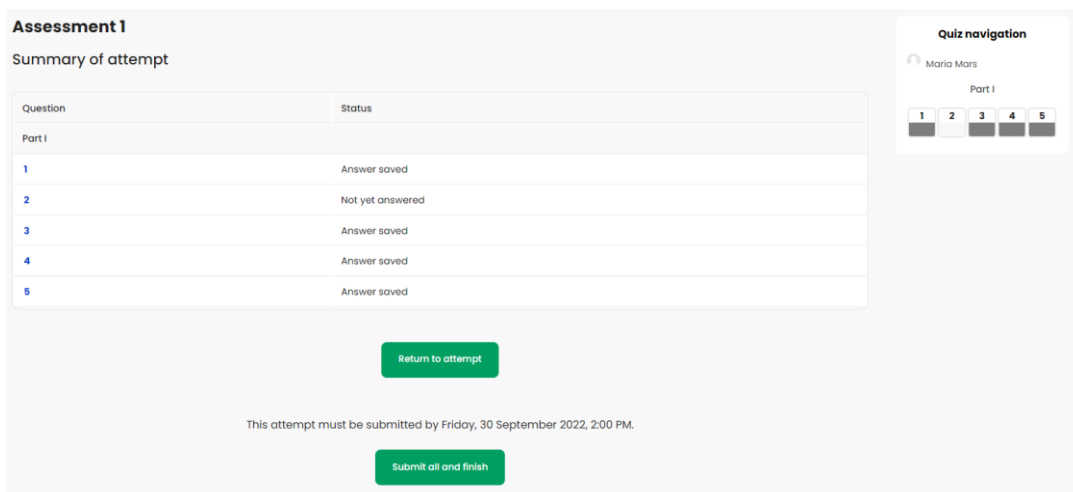 Assessment 1
Summary of attempt
Question Status
Part I
1 Answer saved
2 Not yet answered
3 Answer saved
4 Answer saved
5 Answer saved
Return to attempt
This attempt must be submitted by Friday, 30 September 2022, 2:00 PM.
Submit all and finish
Quiz navigation
Maria Mars
Part I
1 2 3 4 5